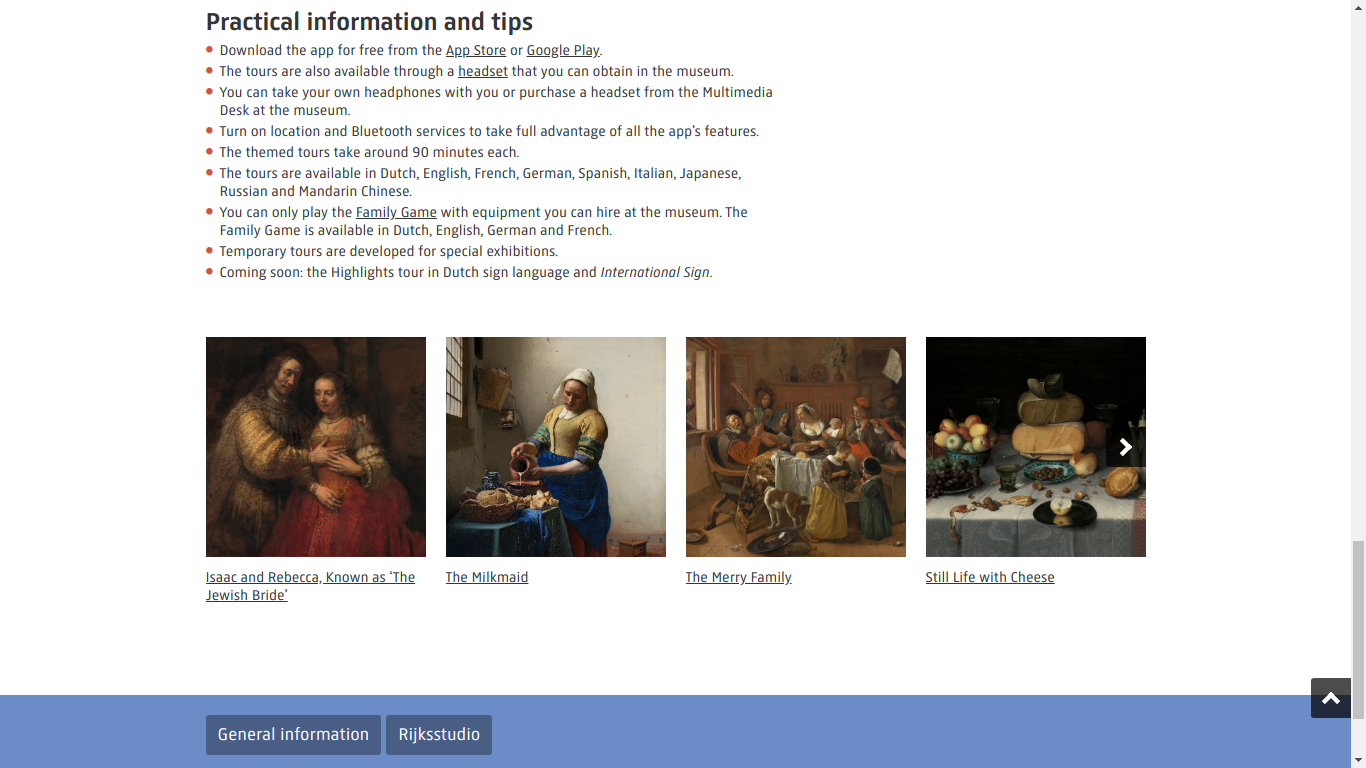 Practical information and tips
Download the app for free from the App Store or Google Play.
The tours are also available through a headset that you can obtain in the museum.
You can take your own headphones with you or purchase a headset from the Multimedia
Desk at the museum.
Turn on location and Bluetooth services to take full advantage of all the app's features.
The themed tours take around 90 minutes each.
The tours are available in Dutch, English, French, German, Spanish, Italian, Japanese,
Russian and Mandarin Chinese.
You can only play the Family Game with equipment you can hire at the museum. The
Family Game is available in Dutch, English, German and French.
Temporary tours are developed for special exhibitions.
Coming soon: the Highlights tour in Dutch sign language and International Sign.
Isaac and Rebecca, Known as ‘The
Jewish Bride’
The Milkmaid
The Merry Family
Still Life with Cheese
General information
Rijksstudio